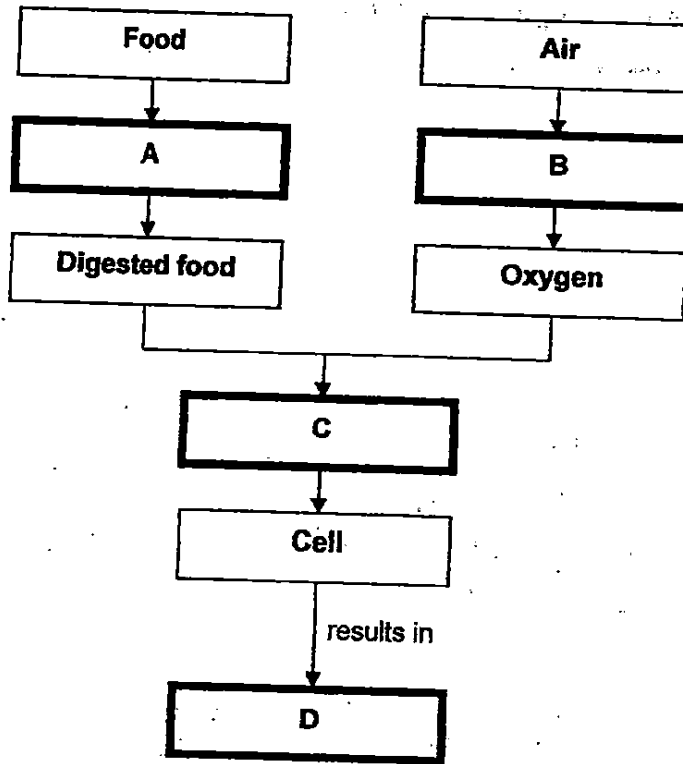 Food
Air
A
B
Digested food
Oxygen
C
Cell
results in
D